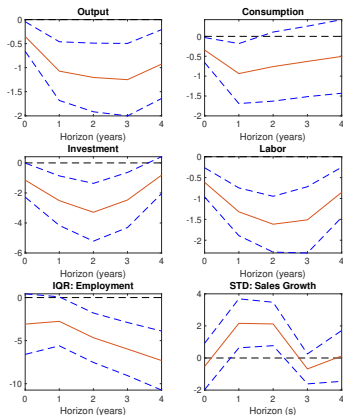 Output
Consumption
0
-0.5
-1
-1.5
-2
0 1 2 3 4
Horizon (years)
0
-0.5
-1
-1.5
-2
0 1 2 3 4
Horizon (years)
Investment
Labor
0
-2
-4
-6
0 1 2 3 4
Horizon (years)
0
-0.5
-1
-1.5
-2
0 1 2 3 4
Horizon (years)
IQR: Employment
STD: Sales Growth
0
-5
-10
0 1 2 3 4
Horizon (years)
4
2
0
-2
0 1 2 3 4
Horizon (s)